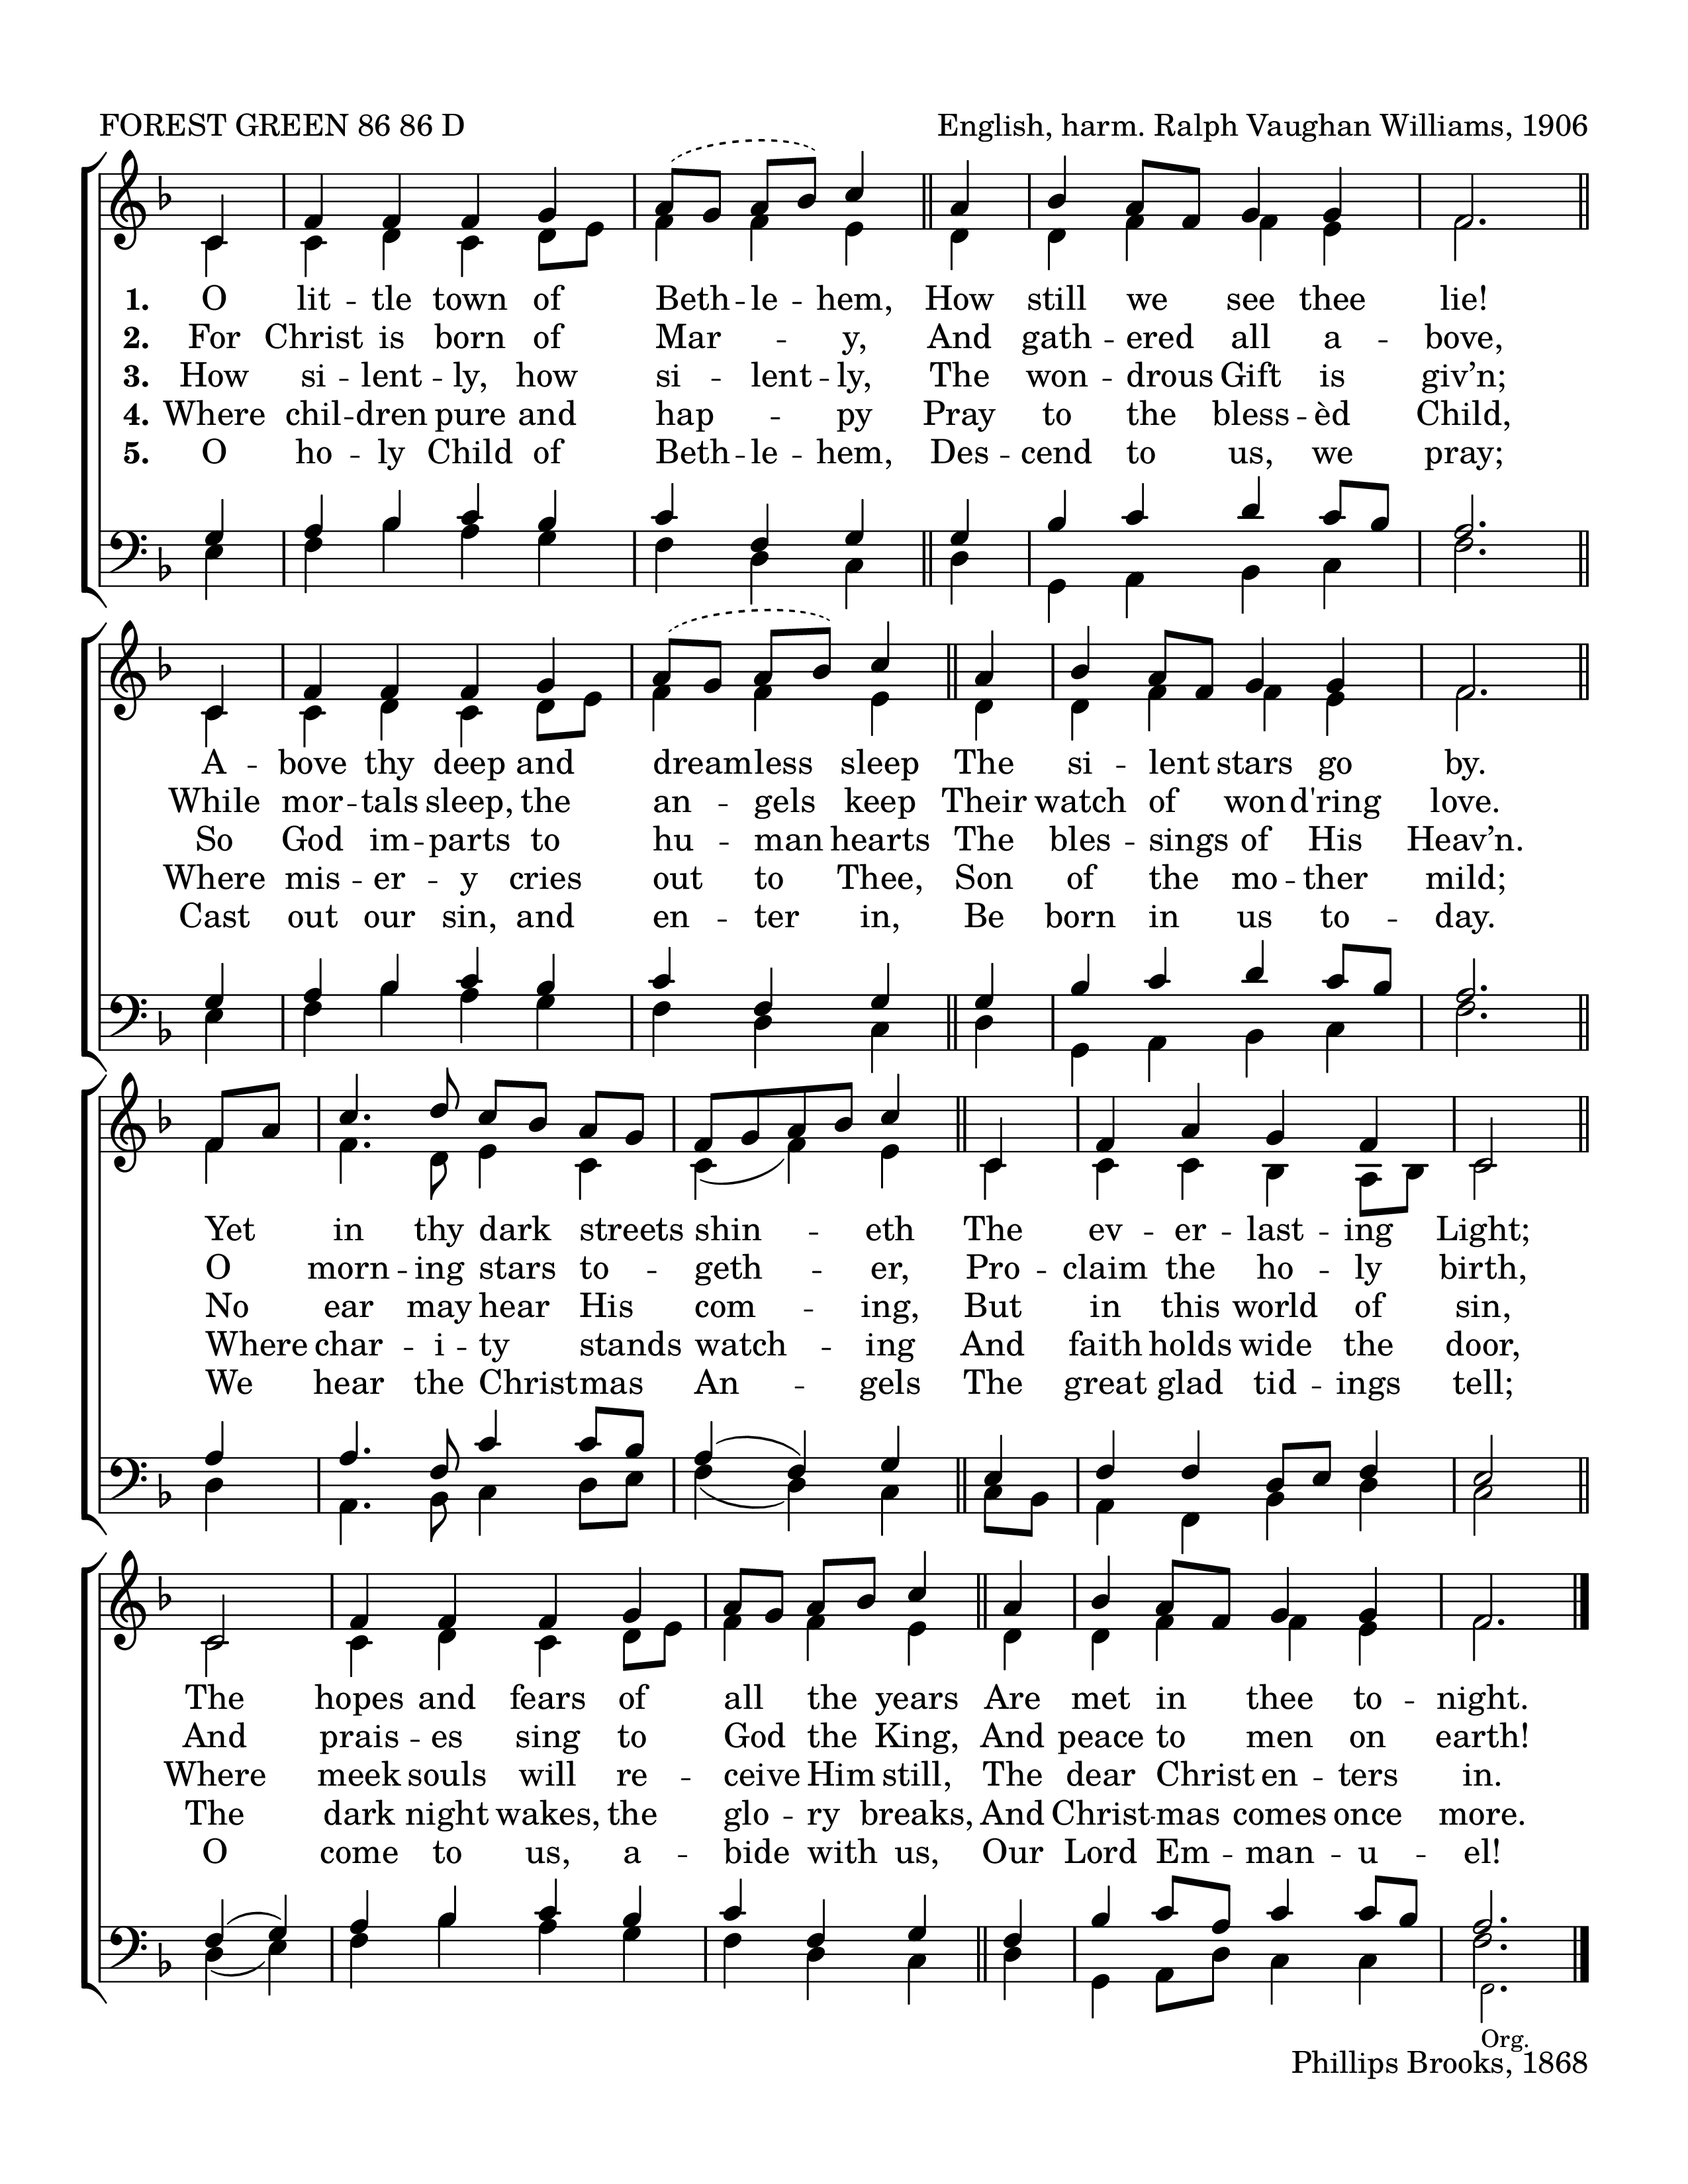 FOREST GREEN 86 86 D
English, harm. Ralph Vaughan Williams, 1906
1. O lit -- tle town of Beth -- le -- hem, How still we see thee lie!
2. For Christ is born of Mar -- y, And gath -- ered all a -- bove,
3. How si -- lent -- ly, how si -- lent -- ly, The won -- drous Gift is giv’n;
4. Where chil -- dren pure and hap -- py Pray to the bless -- èd Child,
5. O ho -- ly Child of Beth -- le -- hem, Des -- cend to us, we pray;
A -- bove thy deep and dreamless sleep The si -- lent stars go by.
While mor -- tals sleep, the an -- gels keep Their watch of wond'ring love.
So God im -- parts to hu -- man hearts The bles -- sings of His Heav’n.
Where mis -- er -- y cries out to Thee, Son of the mo -- ther mild;
Cast out our sin, and en -- ter in, Be born in us to -- day.
Yet in thy dark streets shin -- eth The ev -- er -- last -- ing Light;
O morn -- ing stars to -- geth -- er, Pro -- claim the ho -- ly birth,
No ear may hear His com -- ing, But in this world of sin,
Where char -- i -- ty stands watch -- ing And faith holds wide the door,
We hear the Christmas An -- gels The great glad tid -- ings tell;
The hopes and fears of all the years Are met in thee to -- night.
And prais -- es sing to God the King, And peace to men on earth!
Where meek souls will re -- ceive Him still, The dear Christ en -- ters in.
The dark night wakes, the glo -- ry breaks, And Christ -- mas comes once more.
O come to us, a -- bide with us, Our Lord Em -- man -- u -- el!
Org.
Phillips Brooks, 1868